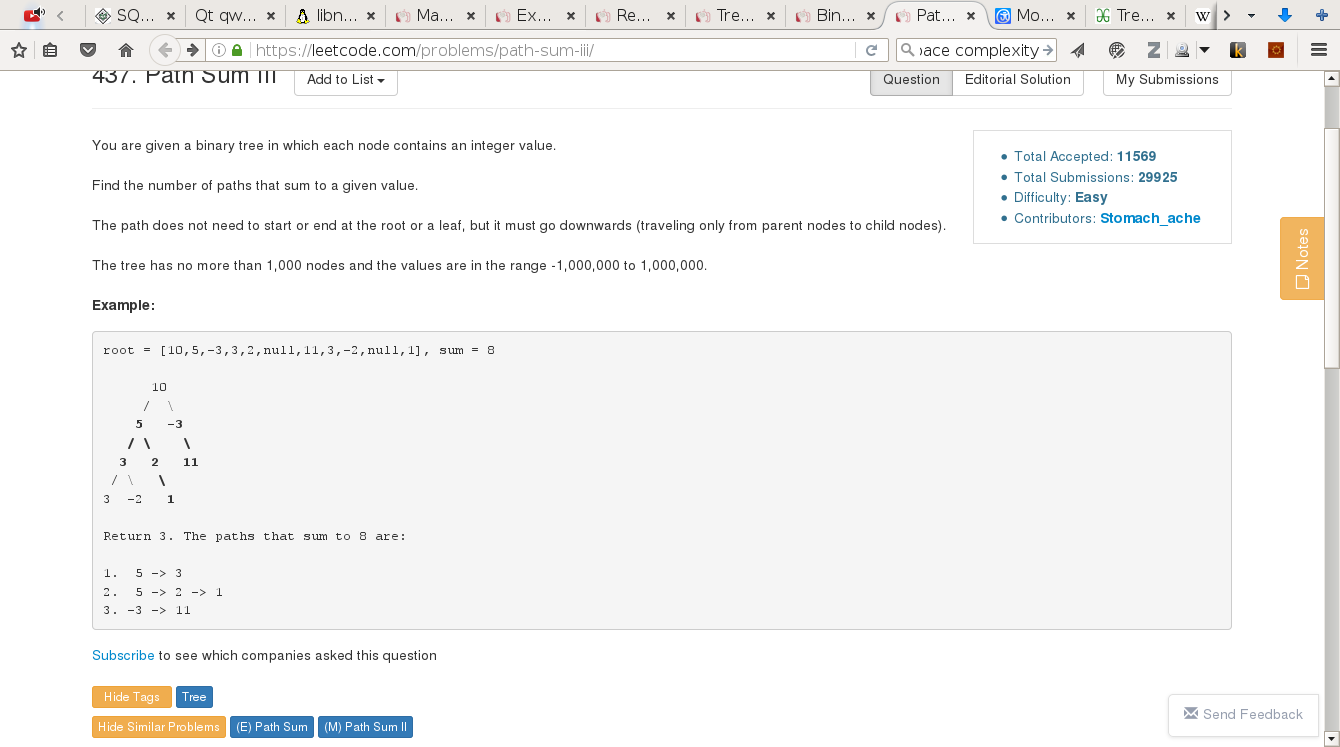 SQ... Qt qw... libn... Ma... Ex... Re... Tre... Bin... Pat... Mo... Tre... W
https://leetcode.com/problems/path-sum-iii/ pace complexity
437. Path Sum III Add to List Question Editorial Solution My Submissions
You are given a binary tree in which each node contains an integer value.
Find the number of paths that sum to a given value.
The path does not need to start or end at the root or a leaf, but it must go downwards (traveling only from parent nodes to child nodes).
The tree has no more than 1,000 nodes and the values are in the range -1,000,000 to 1,000,000.
Total Accepted: 11569
Total Submissions: 29925
Difficulty: Easy
Contributors: Stomach_ache
Notes
Example:
root = [10,5,-3,3,2,null,11,3,-2,null,1], sum = 8
      10
     /  \
    5   -3
   / \    \
  3   2   11
 / \   \
3  -2   1
Return 3. The paths that sum to 8 are:
1.  5 -> 3
2.  5 -> 2 -> 1
3. -3 -> 11
Subscribe to see which companies asked this question
Hide Tags Tree
Hide Similar Problems (E) Path Sum (M) Path Sum II
Send Feedback